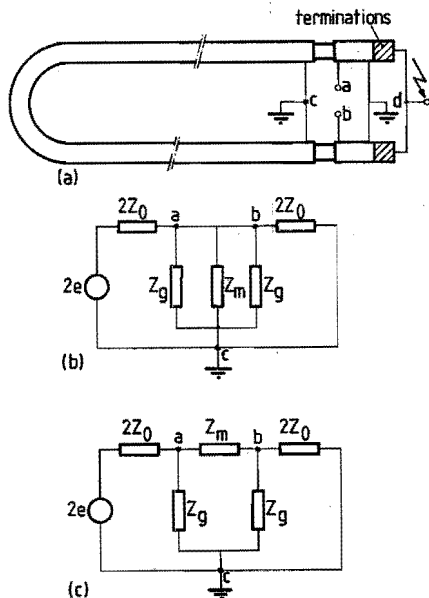 terminations
a
c
b
d
(a)
2Z0 a b 2Z0
2e Zg Zm Zg
c
(b)
2Z0 a Zm b 2Z0
2e Zg Zg
c
(c)